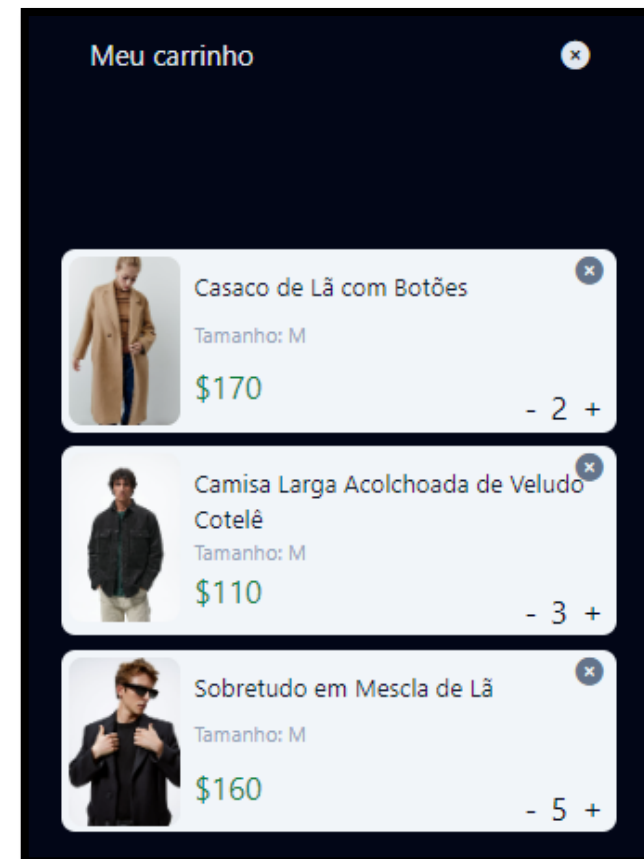 Meu carrinho
Casaco de Lã com Botões
Tamanho: M
$170
- 2 +
Camisa Larga Acolchoada de Veludo
Cotelê
Tamanho: M
$110
- 3 +
Sobretudo em Mescla de Lã
Tamanho: M
$160
- 5 +